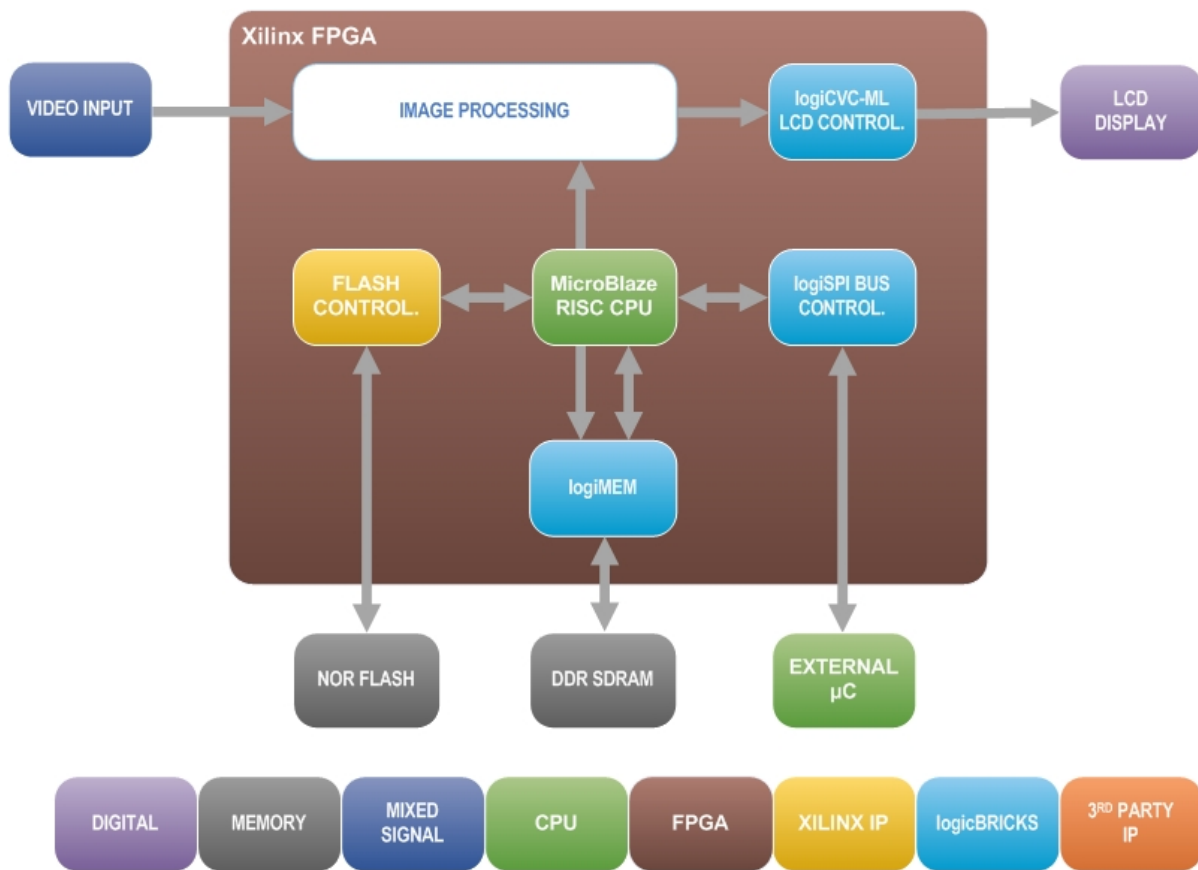 Xilinx FPGA
VIDEO INPUT
IMAGE PROCESSING
logiCVC-ML
LCD CONTROL.
LCD
DISPLAY
FLASH
CONTROL.
MicroBlaze
RISC CPU
logiSPI BUS
CONTROL.
logiMEM
NOR FLASH
DDR SDRAM
EXTERNAL
µC
DIGITAL
MEMORY
MIXED
SIGNAL
CPU
FPGA
XILINX IP
logicBRICKS
3RD PARTY
IP